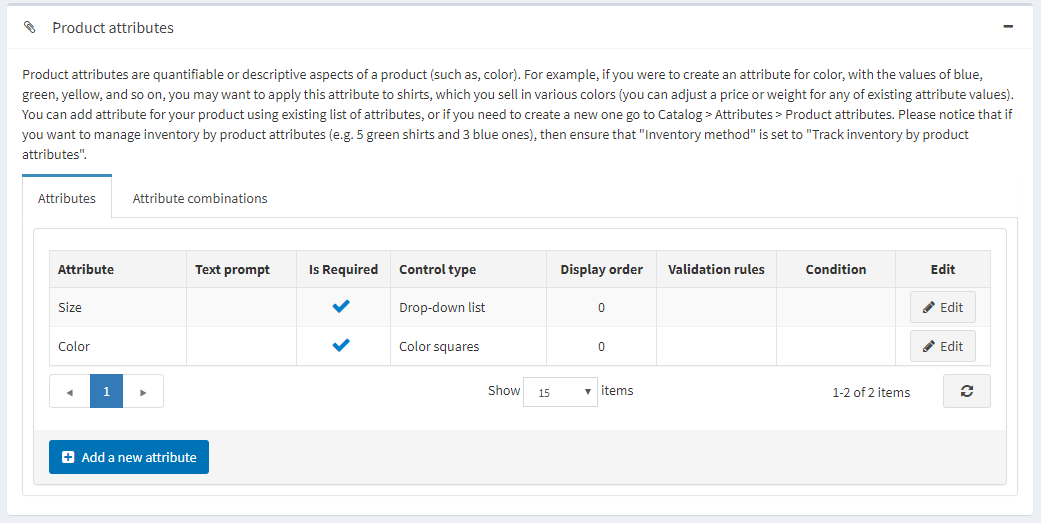 Product attributes
Product attributes are quantifiable or descriptive aspects of a product (such as, color). For example, if you were to create an attribute for color, with the values of blue,
green, yellow, and so on, you may want to apply this attribute to shirts, which you sell in various colors (you can adjust a price or weight for any of existing attribute values).
You can add attribute for your product using existing list of attributes, or if you need to create a new one go to Catalog > Attributes > Product attributes. Please notice that if
you want to manage inventory by product attributes (e.g. 5 green shirts and 3 blue ones), then ensure that "Inventory method" is set to "Track inventory by product
attributes".
Attributes Attribute combinations
Attribute Text prompt Is Required Control type Display order Validation rules Condition Edit
Size Drop-down list 0 Edit
Color Color squares 0 Edit
1 Show 15 items 1-2 of 2 items
Add a new attribute